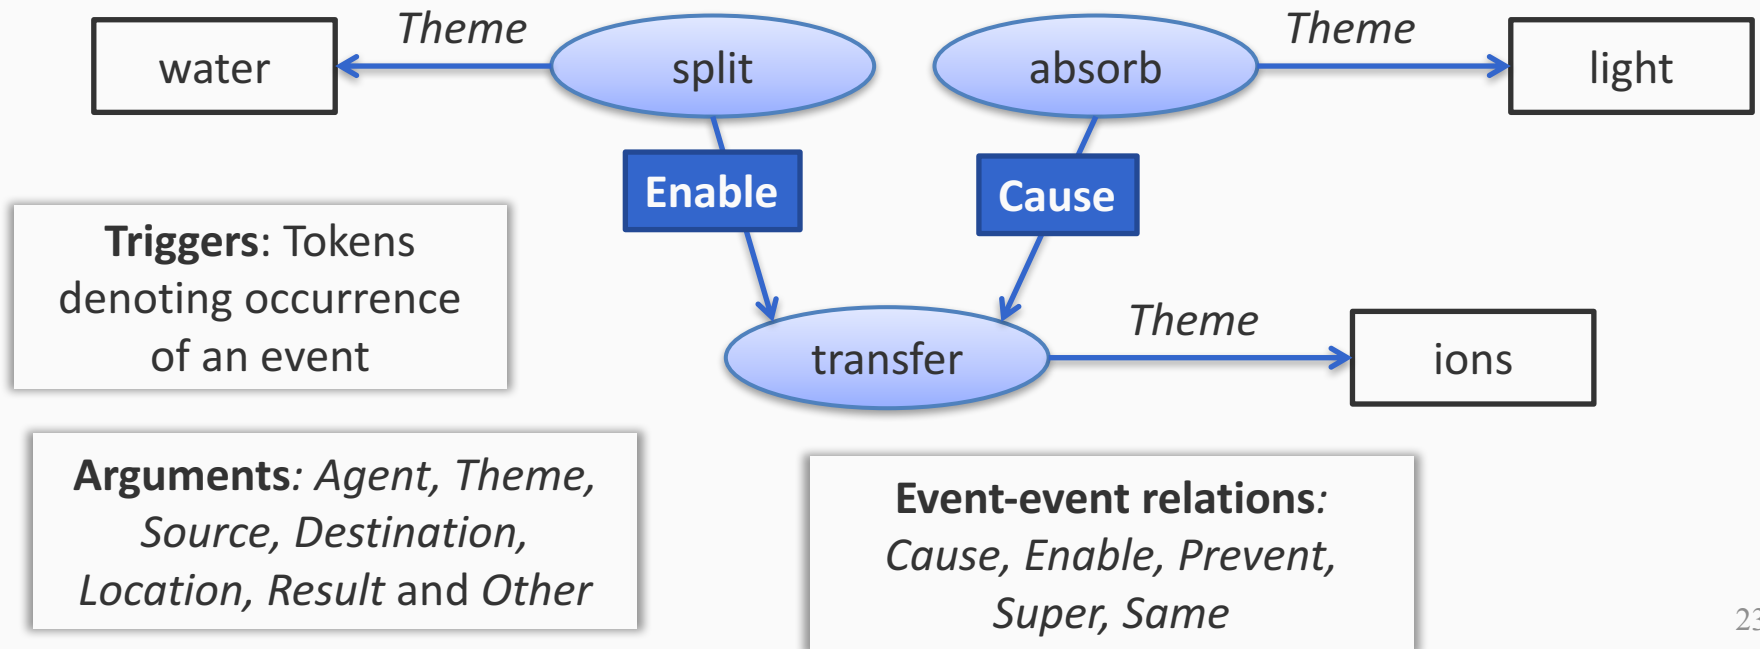 Theme
Theme
water
split
absorb
light
Enable
Cause
Triggers: Tokens
denoting occurrence
of an event
Theme
transfer
ions
Arguments: Agent, Theme,
Source, Destination,
Location, Result and Other
Event-event relations:
Cause, Enable, Prevent,
Super, Same
23